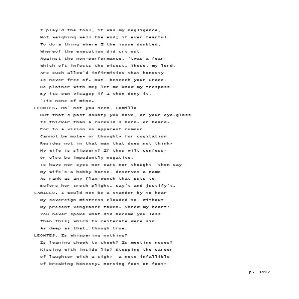 I play'd the fool, it was my negligence,
Not weighing well the end; if ever fearful
To do a thing where I the issue doubted,
Whereof the execution did cry out
Against the non-performance, 'twas a fear
Which oft infects the wisest: these, my lord,
Are such allow'd infirmities that honesty
Is never free of. But, beseech your Grace,
Be plainer with me; let me know my trespass
By its own visage; if I then deny it,
'Tis none of mine.
LEONTES. Ha' not you seen, Camillo-
But that's past doubt; you have, or your eye-glass
Is thicker than a cuckold's horn- or heard-
For to a vision so apparent rumour
Cannot be mute- or thought- for cogitation
Resides not in that man that does not think-
My wife is slippery? If thou wilt confess-
Or else be impudently negative,
To have nor eyes nor ears nor thought- then say
My wife's a hobby-horse, deserves a name
As rank as any flax-wench that puts to
Before her troth-plight. Say't and justify't.
CAMILLO. I would not be a stander-by to hear
My sovereign mistress clouded so, without
My present vengeance taken. Shrew my heart!
You never spoke what did become you less
Than this; which to reiterate were sin
As deep as that, though true.
LEONTES. Is whispering nothing?
Is leaning cheek to cheek? Is meeting noses?
Kissing with inside lip? Stopping the career
Of laughter with a sigh?- a note infallible
Of breaking honesty. Horsing foot on foot?